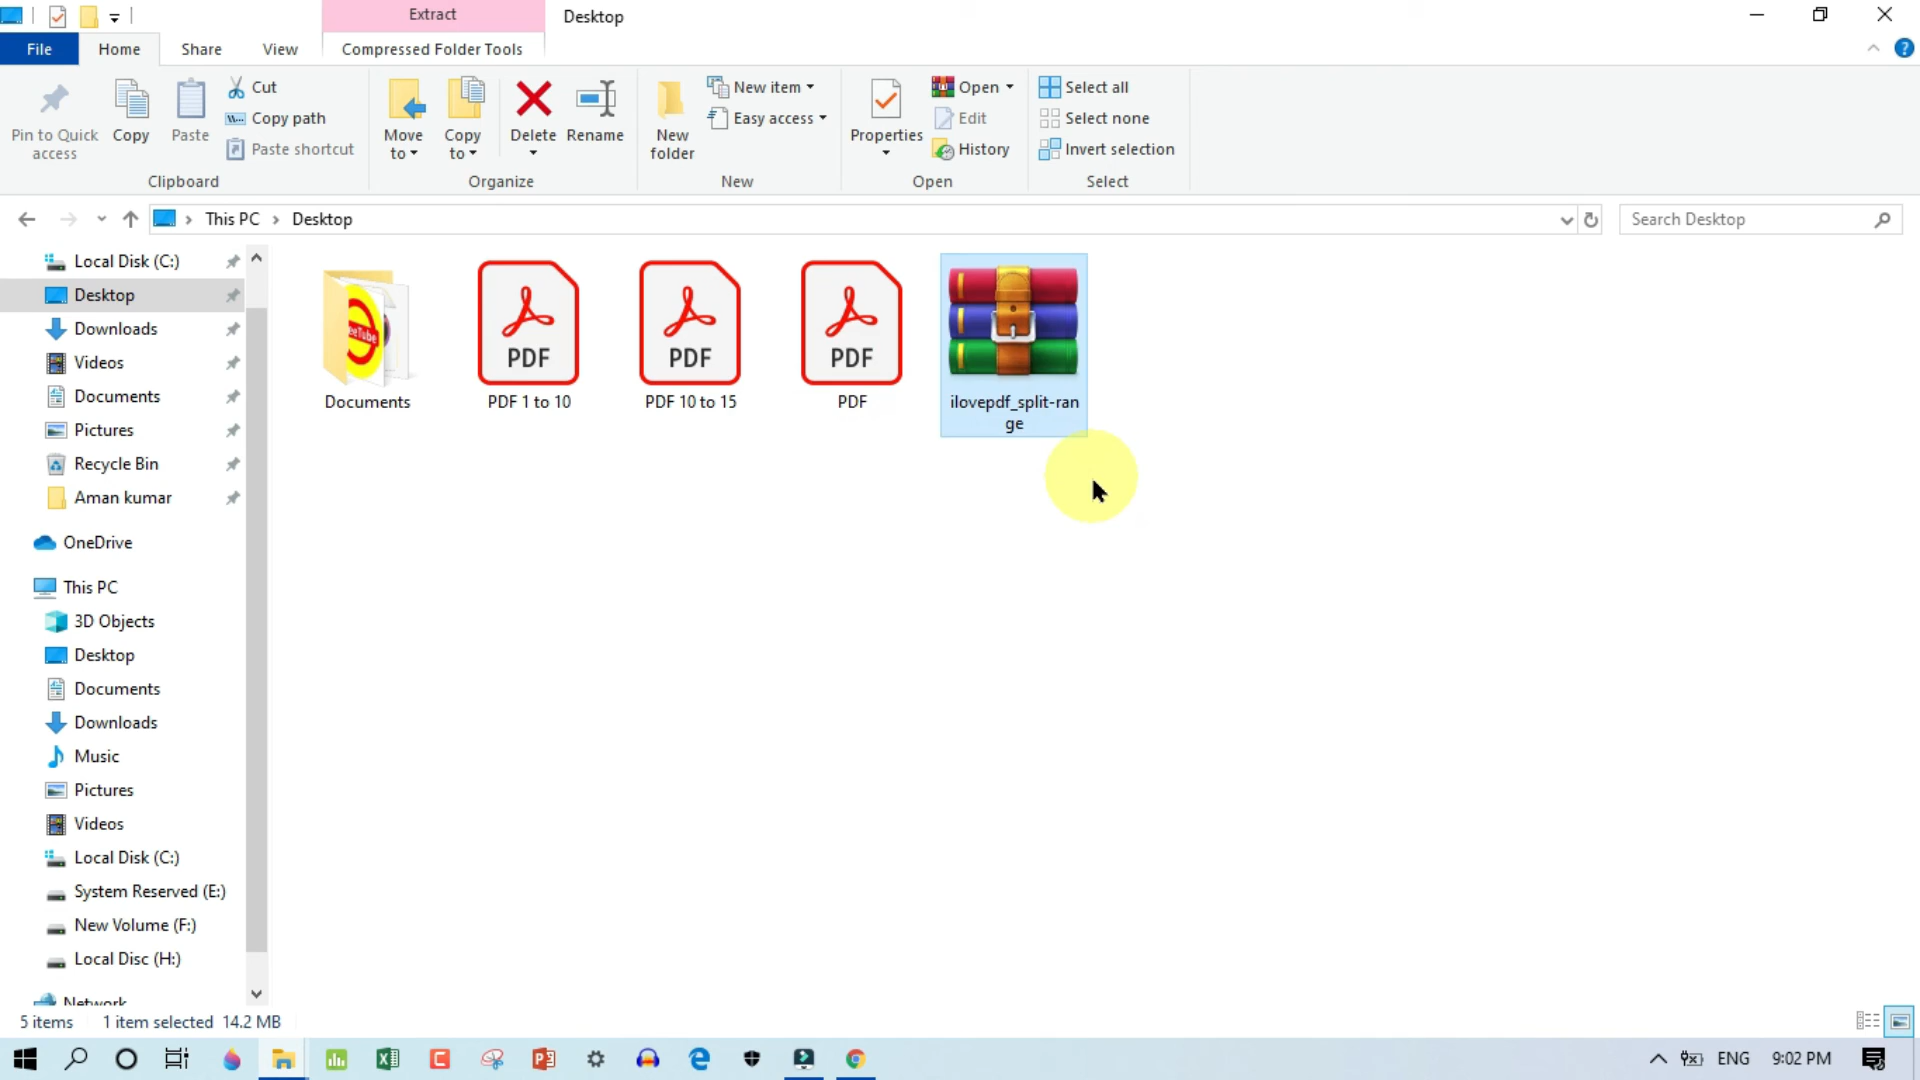 Extract
Desktop
File
Home
Share
View
Compressed Folder Tools
Pin to Quick
access
Copy
Paste
Cut
Copy path
Paste shortcut
Clipboard
Move
to
Copy
to
Delete
Rename
Organize
New
folder
New item
Easy access
New
Properties
Open
Edit
History
Open
Select all
Select none
Invert selection
Select
This PC
Desktop
Search Desktop
Local Disk (C:)
Desktop
Downloads
Videos
Documents
Pictures
Recycle Bin
Aman kumar
OneDrive
This PC
3D Objects
Desktop
Documents
Downloads
Music
Pictures
Videos
Local Disk (C:)
System Reserved (E:)
New Volume (F:)
Local Disc (H:)
Network
Documents
PDF
PDF 1 to 10
PDF
PDF 10 to 15
PDF
PDF
ilovepdf_split-ran
ge
5 items
1 item selected 14.2 MB
ENG
9:02 PM